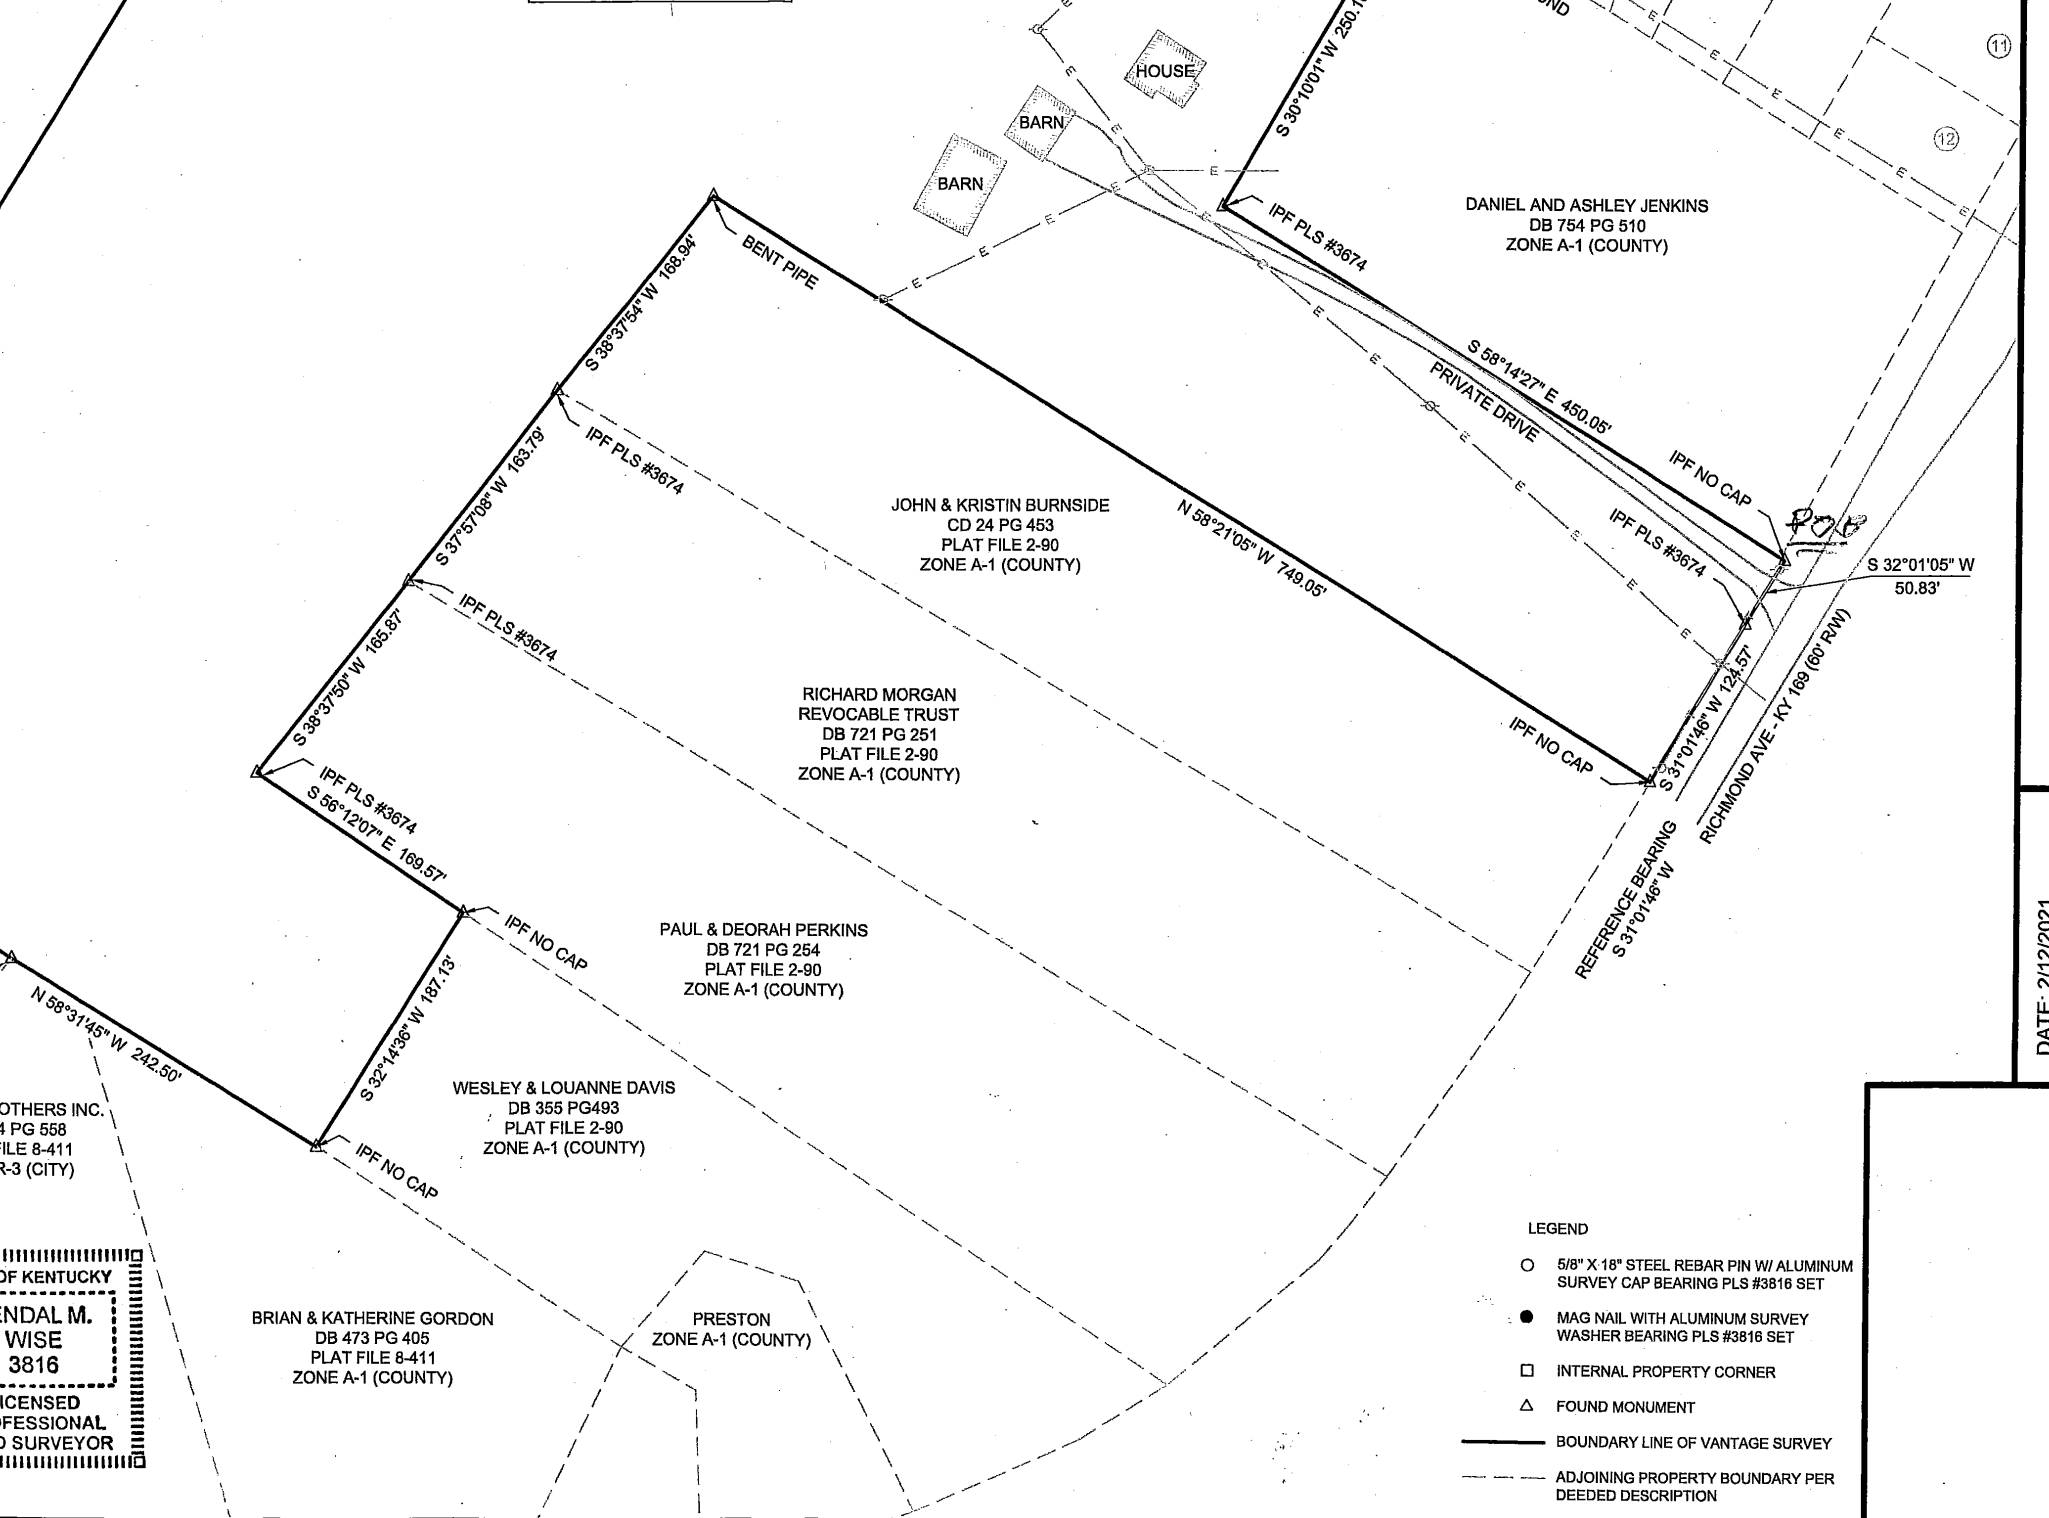 S 30°10'01" W 250.1
HOUSE
BARN
BARN
11
12
DANIEL AND ASHLEY JENKINS
DB 754 PG 510
ZONE A-1 (COUNTY)
IPF PLS #3674
BENT PIPE
S 38°37'54" W 168.94'
S 58°14'27" E 450.05'
PRIVATE DRIVE
IPF NO CAP
POB
IPF PLS #3674
S 32°01'05" W
50.83'
IPF PLS #3674
S 37°57'08" W 163.79'
JOHN & KRISTIN BURNSIDE
CD 24 PG 453
PLAT FILE 2-90
ZONE A-1 (COUNTY)
N 58°21'05" W 749.05'
S 31°01'46" W 124.57'
RICHMOND AVE - KY 169 (60' R/W)
IPF NO CAP
REFERENCE BEARING
S 31°01'46" W
IPF PLS #3674
S 38°37'50" W 165.87'
RICHARD MORGAN
REVOCABLE TRUST
DB 721 PG 251
PLAT FILE 2-90
ZONE A-1 (COUNTY)
IPF PLS #3674
S 56°12'07" E 169.57'
IPF NO CAP
PAUL & DEORAH PERKINS
DB 721 PG 254
PLAT FILE 2-90
ZONE A-1 (COUNTY)
DATE: 2/12/2021
N 58°31'45" W 242.50'
S 32°14'36" W 187.13'
WESLEY & LOUANNE DAVIS
DB 355 PG493
PLAT FILE 2-90
ZONE A-1 (COUNTY)
IPF NO CAP
OTHERS INC.
4 PG 558
FILE 8-411
R-3 (CITY)
OF KENTUCKY
ENDAL M.
WISE
3816
ICENSED
OFESSIONAL
D SURVEYOR
BRIAN & KATHERINE GORDON
DB 473 PG 405
PLAT FILE 8-411
ZONE A-1 (COUNTY)
PRESTON
ZONE A-1 (COUNTY)
LEGEND
5/8" X 18" STEEL REBAR PIN W/ ALUMINUM
SURVEY CAP BEARING PLS #3816 SET
MAG NAIL WITH ALUMINUM SURVEY
WASHER BEARING PLS #3816 SET
INTERNAL PROPERTY CORNER
FOUND MONUMENT
BOUNDARY LINE OF VANTAGE SURVEY
ADJOINING PROPERTY BOUNDARY PER
DEEDED DESCRIPTION